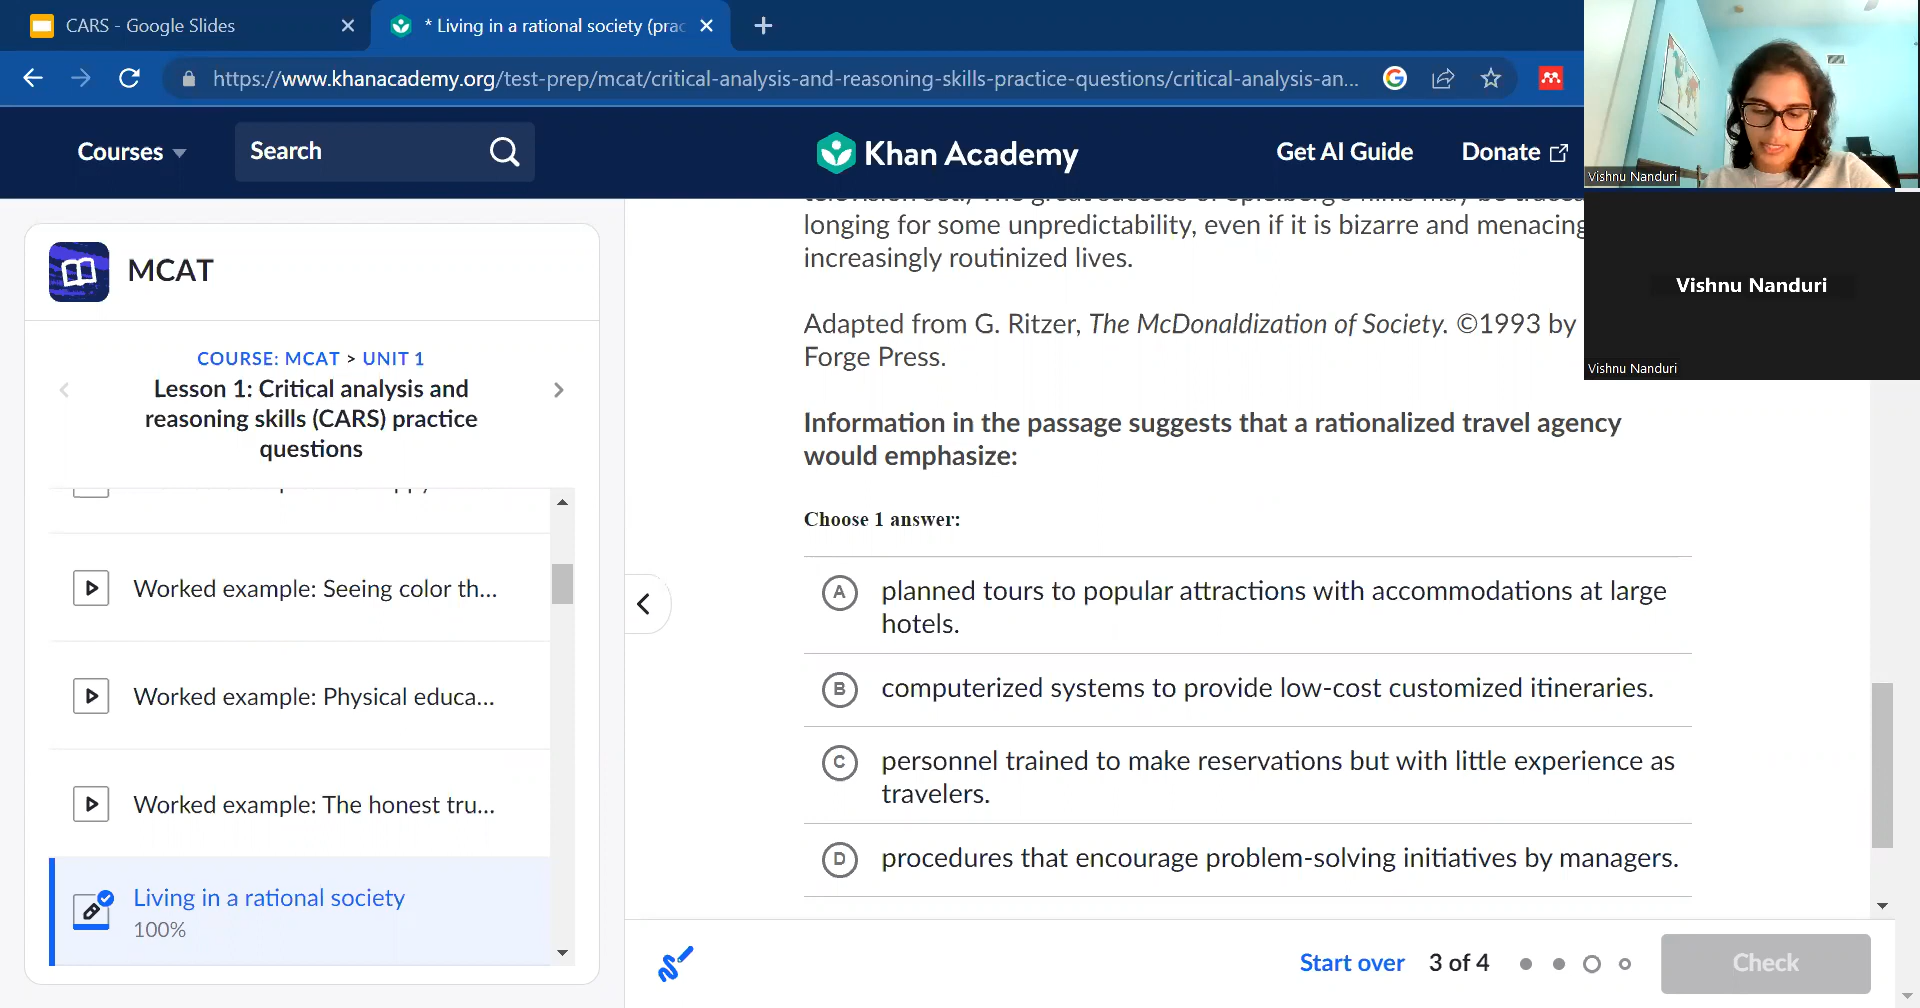 CARS - Google Slides
* Living in a rational society (prac
https://www.khanacademy.org/test-prep/mcat/critical-analysis-and-reasoning-skills-practice-questions/critical-analysis-an...
Courses
Search
Khan Academy
Get AI Guide
Donate
Vishnu Nanduri
Vishnu Nanduri
Vishnu Nanduri
MCAT
COURSE: MCAT > UNIT 1
Lesson 1: Critical analysis and
reasoning skills (CARS) practice
questions
Worked example: Seeing color th...
Worked example: Physical educa...
Worked example: The honest tru...
Living in a rational society
100%
longing for some unpredictability, even if it is bizarre and menacing
increasingly routinized lives.
Adapted from G. Ritzer, The McDonaldization of Society. ©1993 by
Forge Press.
Information in the passage suggests that a rationalized travel agency
would emphasize:
Choose 1 answer:
A planned tours to popular attractions with accommodations at large
hotels.
B computerized systems to provide low-cost customized itineraries.
C personnel trained to make reservations but with little experience as
travelers.
D procedures that encourage problem-solving initiatives by managers.
Start over
3 of 4
Check